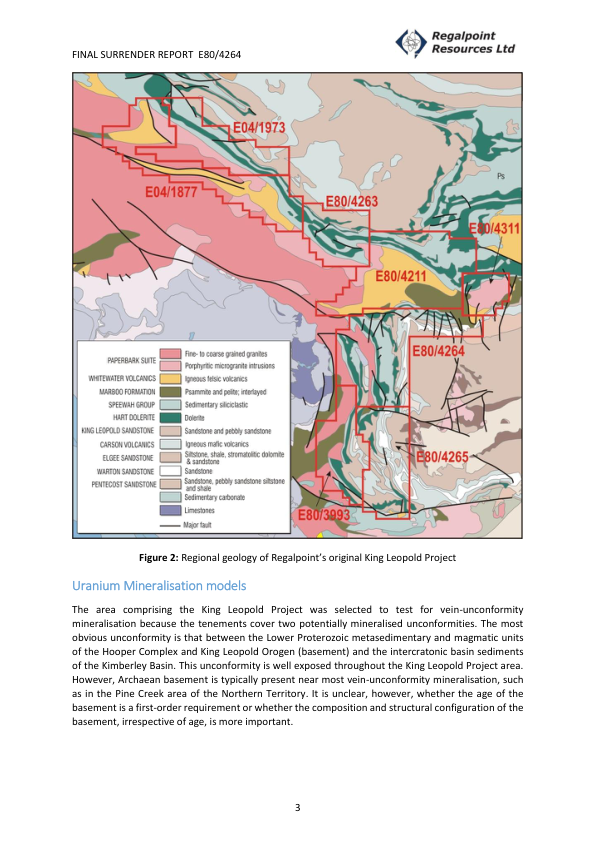 FINAL SURRENDER REPORT E80/4264
Regalpoint
Resources Ltd
E04/1973
Ps
E04/1877
E80/4263
E80/4311
E80/4211
E80/4264
E80/4265
E80/3993
PAPERBARK SUITE
Fine- to coarse grained granites
Porphyritic microgranite intrusions
WHITEWATER VOLCANICS
Igneous felsic volcanics
MARBOO FORMATION
Psammite and pelite; interlayed
SPEEWAH GROUP
Sedimentary siliciclastic
HART DOLERITE
Dolerite
KING LEOPOLD SANDSTONE
Sandstone and pebbly sandstone
CARSON VOLCANICS
Igneous mafic volcanics
ELGEE SANDSTONE
Siltstone, shale, stromatolitic dolomite
& sandstone
WARTON SANDSTONE
Sandstone
PENTECOST SANDSTONE
Sandstone, pebbly sandstone siltstone
and shale
Sedimentary carbonate
Limestones
Major fault
Figure 2: Regional geology of Regalpoint's original King Leopold Project
Uranium Mineralisation models
The area comprising the King Leopold Project was selected to test for vein-unconformity
mineralisation because the tenements cover two potentially mineralised unconformities. The most
obvious unconformity is that between the Lower Proterozoic metasedimentary and magmatic units
of the Hooper Complex and King Leopold Orogen (basement) and the intercratonic basin sediments
of the Kimberley Basin. This unconformity is well exposed throughout the King Leopold Project area.
However, Archaean basement is typically present near most vein-unconformity mineralisation, such
as in the Pine Creek area of the Northern Territory. It is unclear, however, whether the age of the
basement is a first-order requirement or whether the composition and structural configuration of the
basement, irrespective of age, is more important.
3